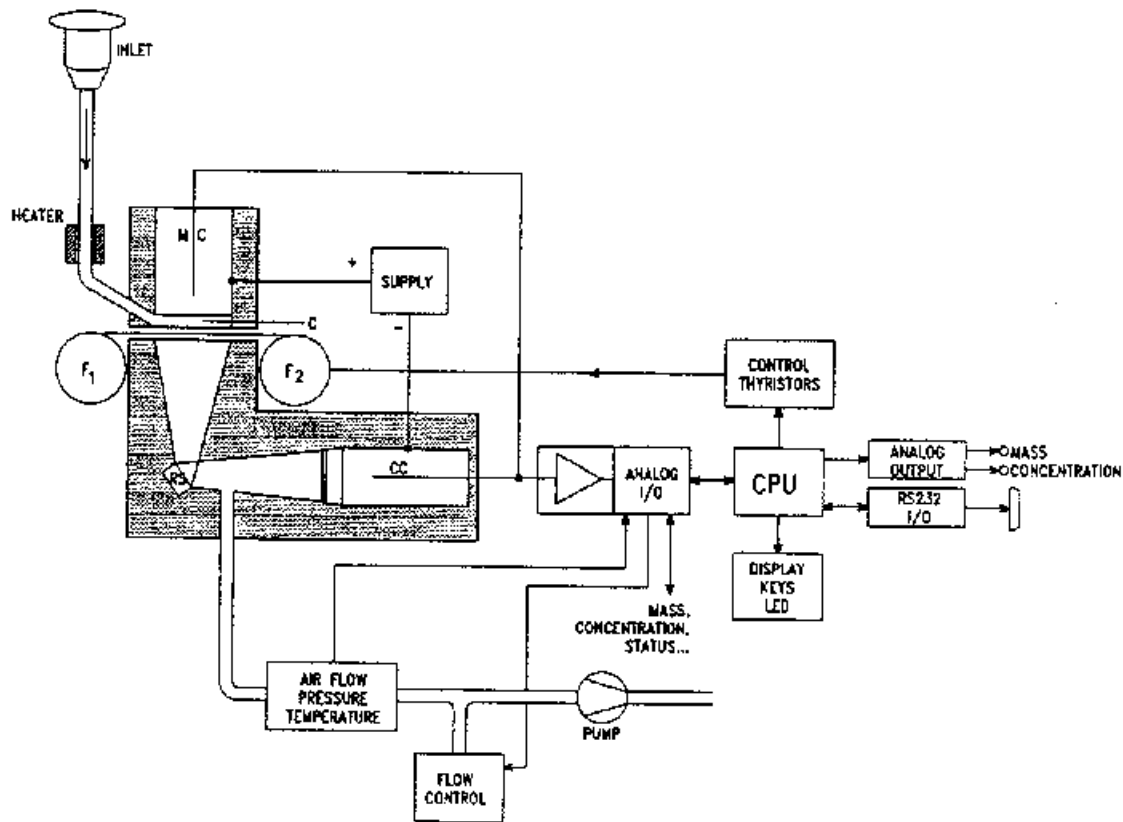 INLET
HEATER
M C
+
SUPPLY
C
-
F1
F2
CONTROL
THYRISTORS
RS
CC
ANALOG
I/O
CPU
ANALOG
OUTPUT
MASS
CONCENTRATION
RS232
I/O
DISPLAY
KEYS
LED
MASS,
CONCENTRATION,
STATUS...
AIR FLOW
PRESSURE
TEMPERATURE
PUMP
FLOW
CONTROL